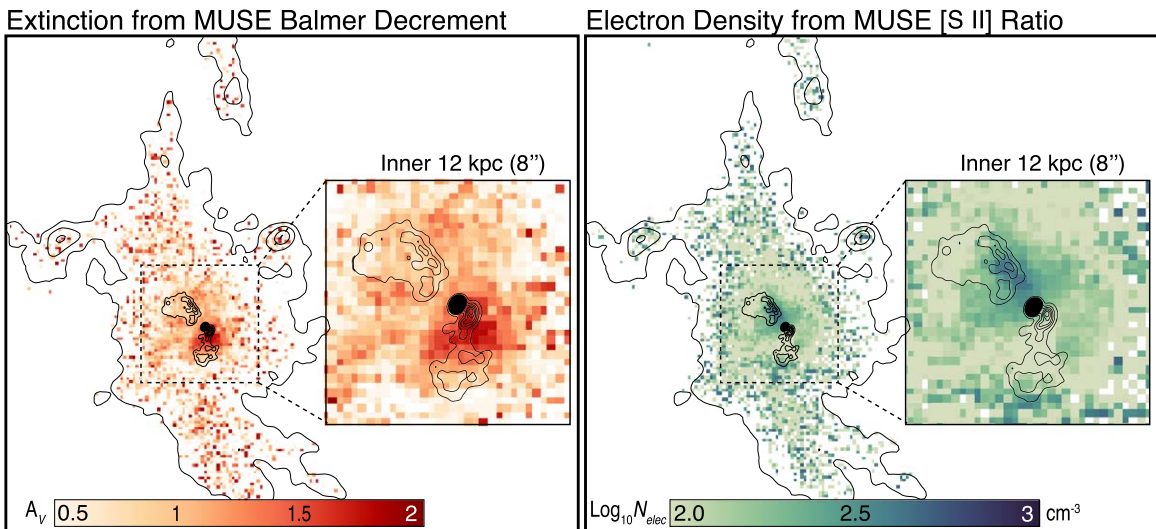 Extinction from MUSE Balmer Decrement
Inner 12 kpc (8”)
A_V 0.5 1 1.5 2
Electron Density from MUSE [S II] Ratio
Inner 12 kpc (8”)
Log₁₀N_elec 2.0 2.5 3 cm⁻³